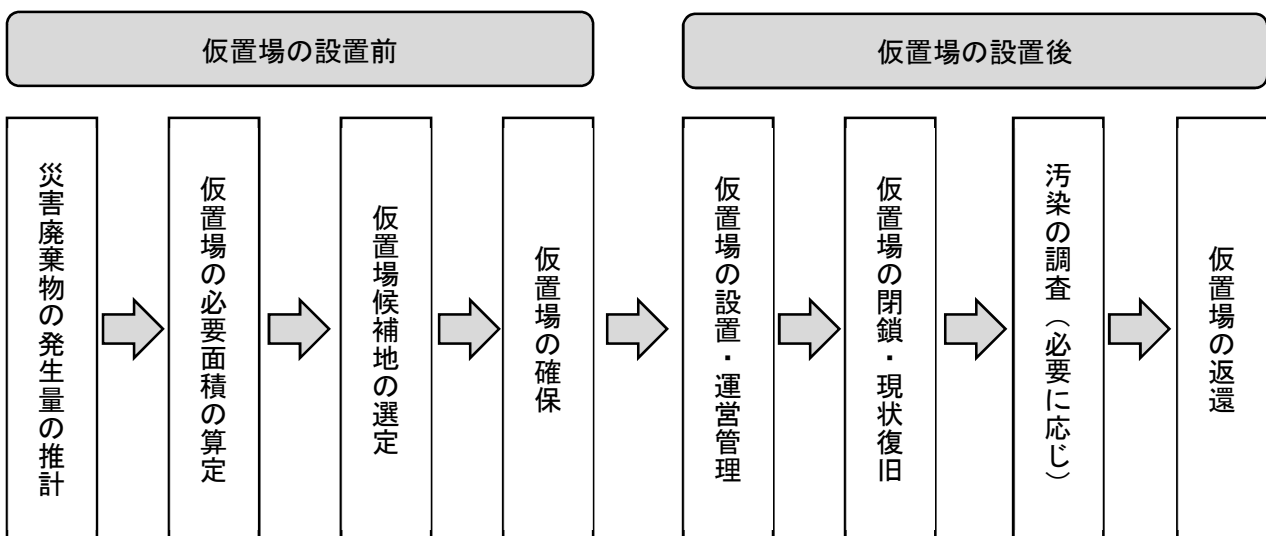 仮置場の設置前
仮置場の設置後
災害廃棄物の発生量の推計
仮置場の必要面積の算定
仮置場候補地の選定
仮置場の確保
仮置場の設置・運営管理
仮置場の閉鎖・現状復旧
汚染の調査（必要に応じ）
仮置場の返還